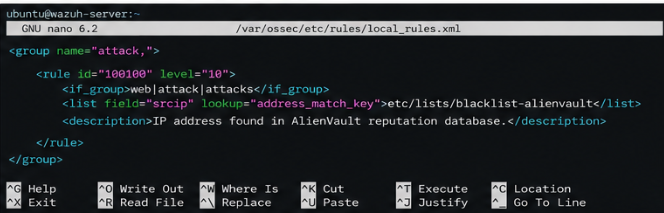 ubuntu@wazuh-server:~
GNU nano 6.2 /var/ossec/etc/rules/local_rules.xml
<group name="attack,">
<rule id="100100" level="10">
<if_group>web|attack|attacks</if_group>
<list field="srcip" lookup="address_match_key">etc/lists/blacklist-alienvault</list>
<description>IP address found in AlienVault reputation database.</description>
</rule>
</group>
^G Help ^O Write Out ^W Where Is ^K Cut ^T Execute ^C Location
^X Exit ^R Read File ^\ Replace ^U Paste ^J Justify ^_ Go To Line